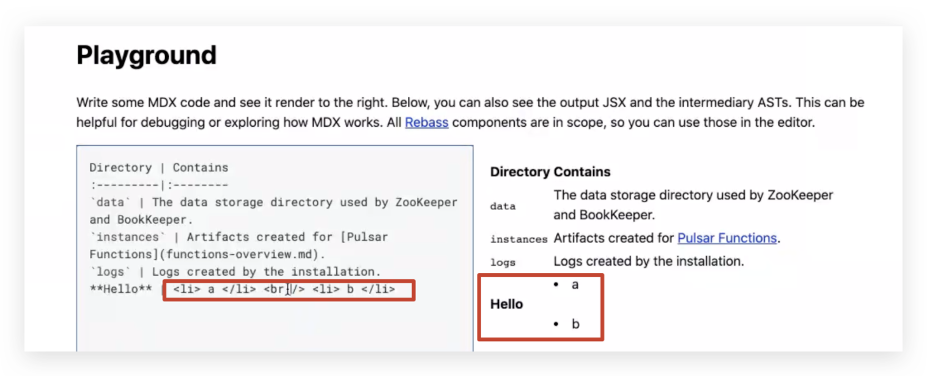 Playground
Write some MDX code and see it render to the right. Below, you can also see the output JSX and the intermediary ASTs. This can be
helpful for debugging or exploring how MDX works. All Rebass components are in scope, so you can use those in the editor.
Directory | Contains
:---------|:--------
`data` | The data storage directory used by ZooKeeper
and BookKeeper.
`instances` | Artifacts created for [Pulsar
Functions](functions-overview.md).
`logs` | Logs created by the installation.
**Hello** | <li> a </li> <br/> <li> b </li>
Directory Contains
data The data storage directory used by ZooKeeper
and BookKeeper.
instances Artifacts created for Pulsar Functions.
logs Logs created by the installation.
• a
Hello
• b